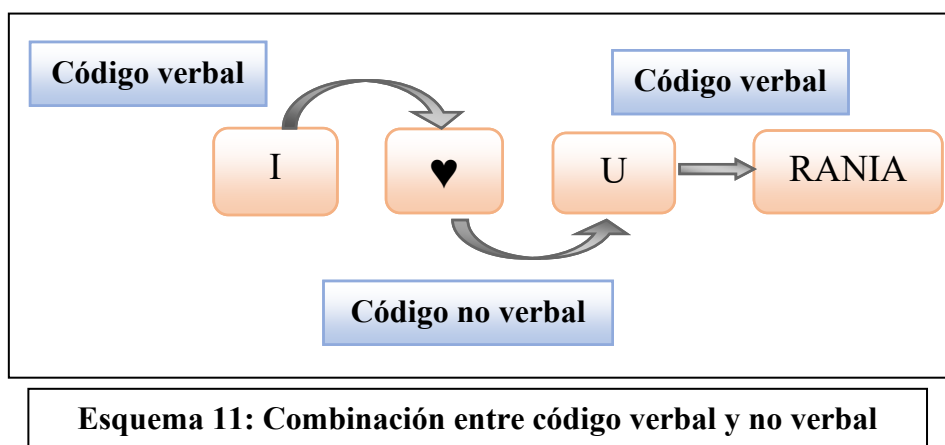 Código verbal
Código verbal
I ♥ U RANIA
Código no verbal
Esquema 11: Combinación entre código verbal y no verbal